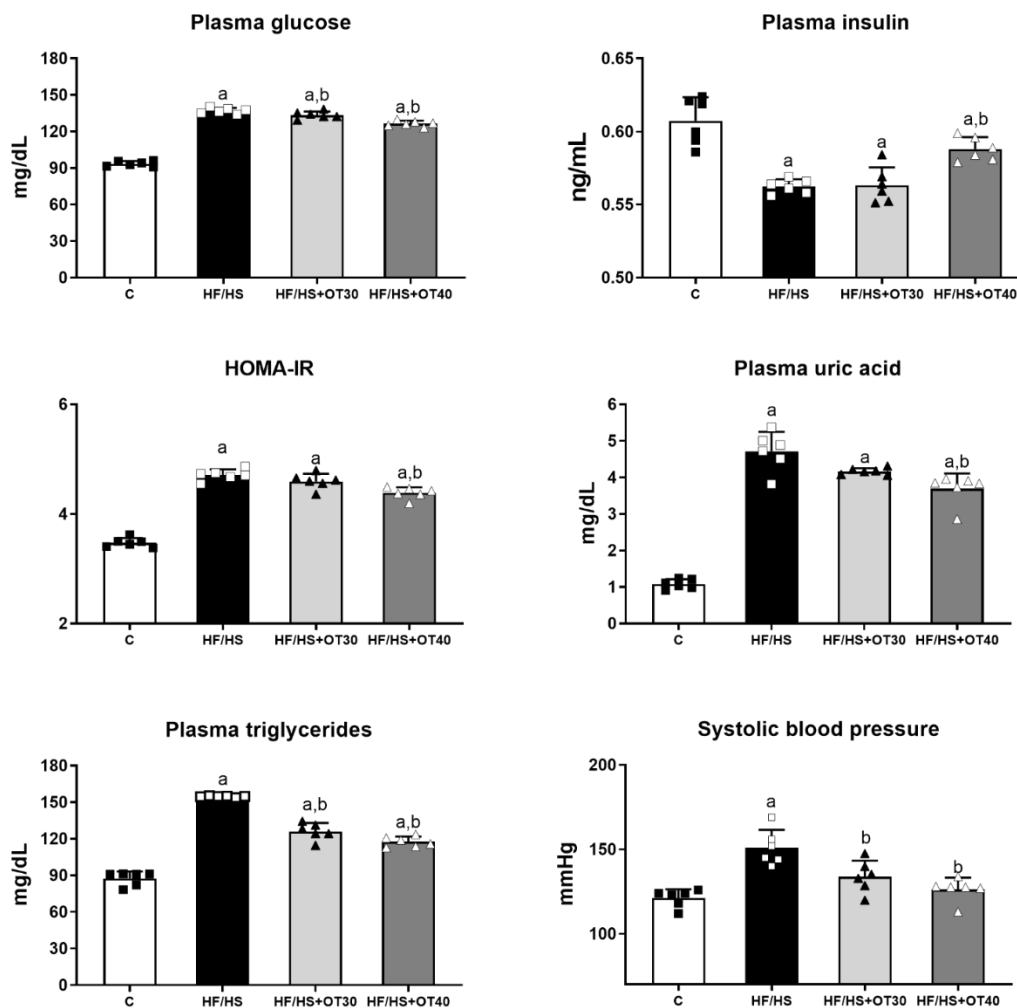 Plasma glucose
mg/dL
180
150
120
90
60
30
0
a
a,b
a,b
C
HF/HS
HF/HS+OT30
HF/HS+OT40
Plasma insulin
ng/mL
0.65
0.60
0.55
0.50
a
a
a,b
C
HF/HS
HF/HS+OT30
HF/HS+OT40
HOMA-IR
6
4
2
a
a
a,b
C
HF/HS
HF/HS+OT30
HF/HS+OT40
Plasma uric acid
mg/dL
6
5
4
3
2
1
0
a
a
a,b
C
HF/HS
HF/HS+OT30
HF/HS+OT40
Plasma triglycerides
mg/dL
180
150
120
90
60
30
0
a
a,b
a,b
C
HF/HS
HF/HS+OT30
HF/HS+OT40
Systolic blood pressure
mmHg
200
150
100
a
b
b
C
HF/HS
HF/HS+OT30
HF/HS+OT40